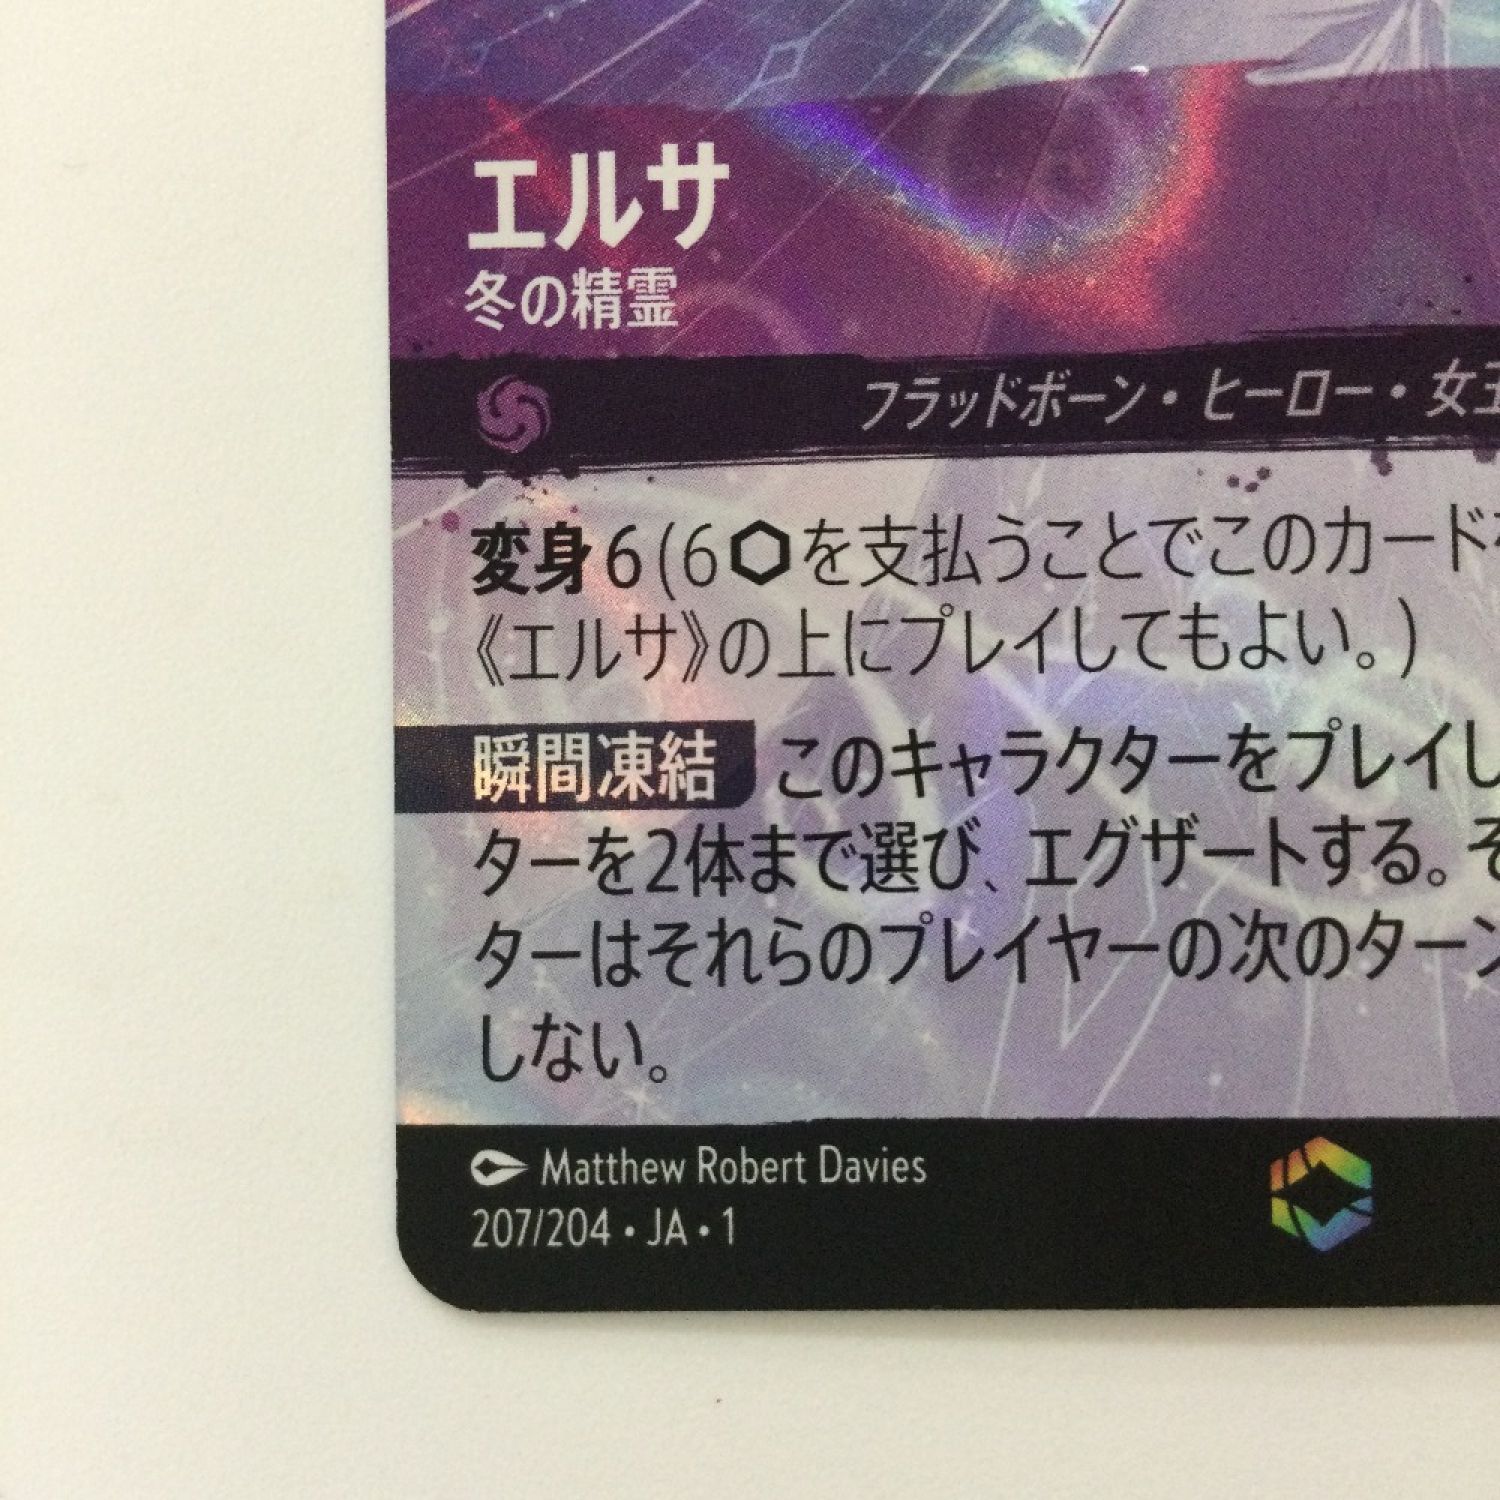 エルサ
冬の精霊
フラッドボーン・ヒーロー・女王
変身 6 (6⬡を支払うことでこのカードを
《エルサ》の上にプレイしてもよい。)
瞬間凍結 このキャラクターをプレイし
ターを2体まで選び、エグザートする。そ
ターはそれらのプレイヤーの次のターン
しない。
Matthew Robert Davies
207/204 • JA • 1